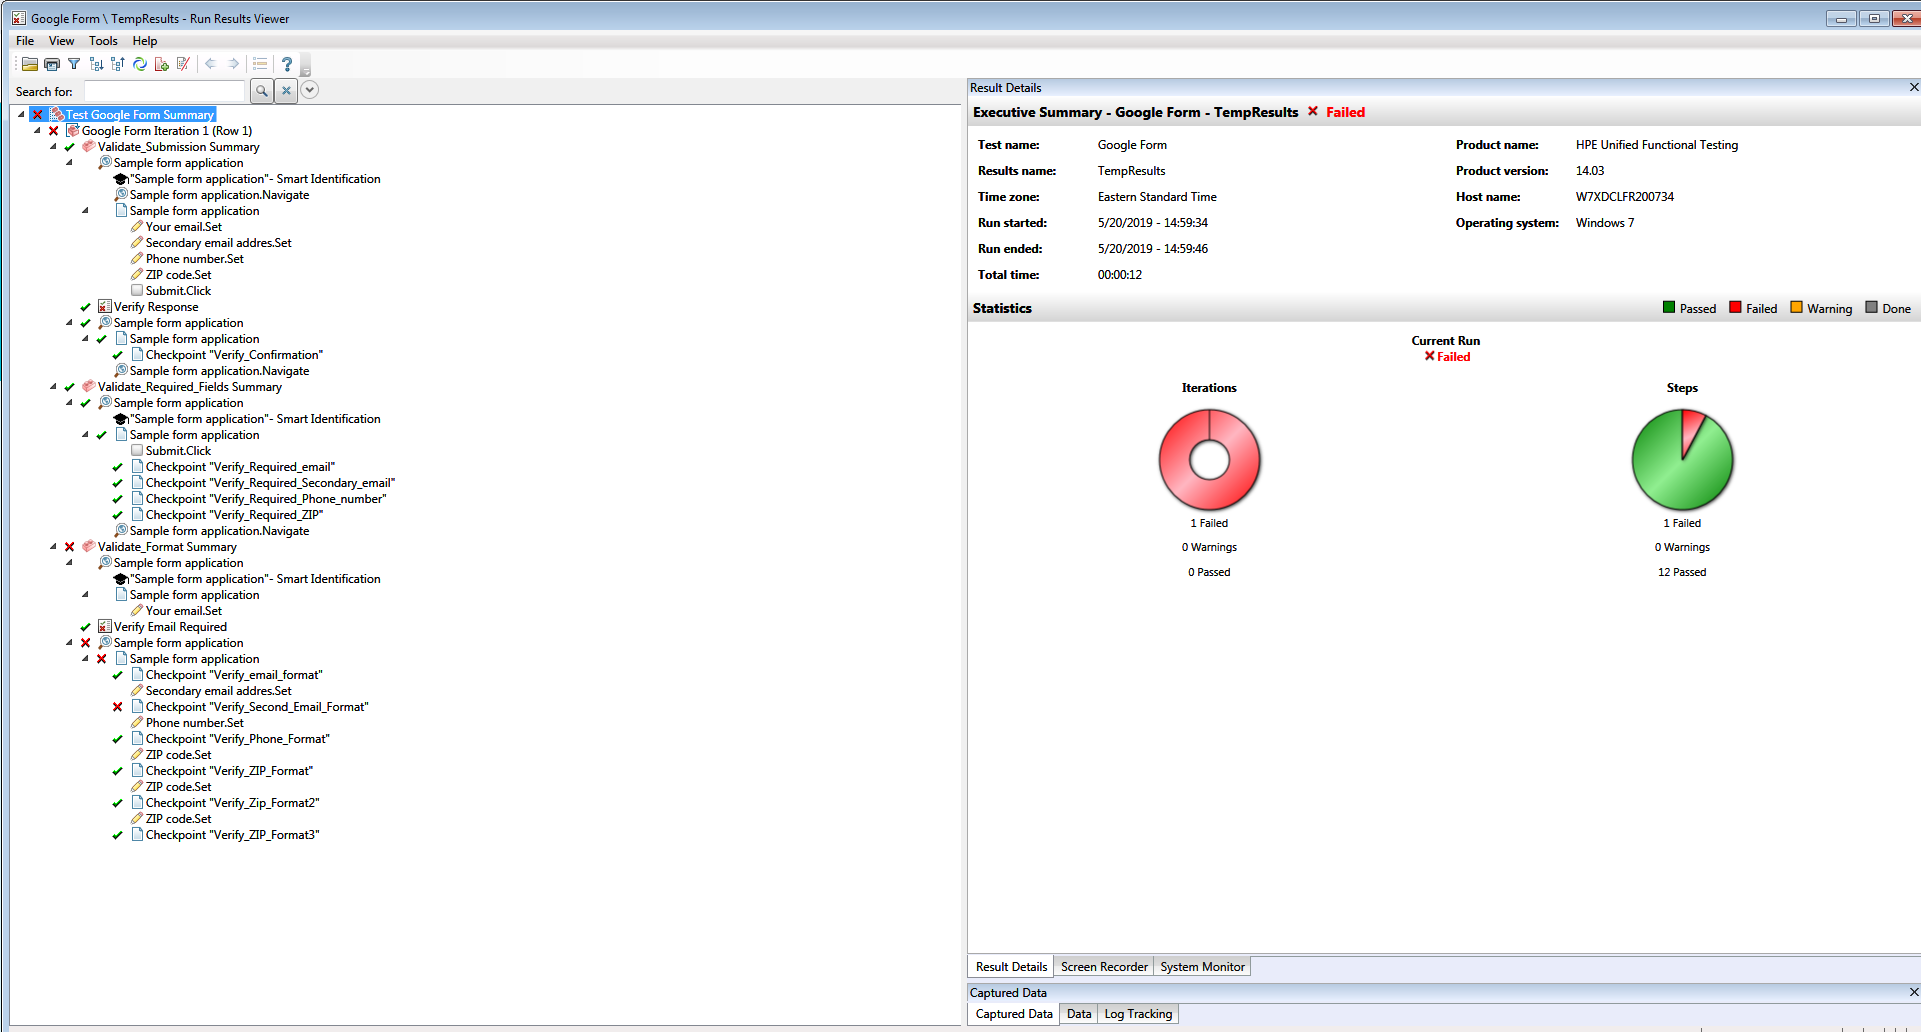 Google Form \ TempResults - Run Results Viewer
File View Tools Help
Search for:
Test Google Form Summary
Google Form Iteration 1 (Row 1)
Validate_Submission Summary
Sample form application
"Sample form application"- Smart Identification
Sample form application.Navigate
Sample form application
Your email.Set
Secondary email addres.Set
Phone number.Set
ZIP code.Set
Submit.Click
Verify Response
Sample form application
Sample form application
Checkpoint "Verify_Confirmation"
Sample form application.Navigate
Validate_Required_Fields Summary
Sample form application
"Sample form application"- Smart Identification
Sample form application
Submit.Click
Checkpoint "Verify_Required_email"
Checkpoint "Verify_Required_Secondary_email"
Checkpoint "Verify_Required_Phone_number"
Checkpoint "Verify_Required_ZIP"
Sample form application.Navigate
Validate_Format Summary
Sample form application
"Sample form application"- Smart Identification
Sample form application
Your email.Set
Verify Email Required
Sample form application
Sample form application
Checkpoint "Verify_email_format"
Secondary email addres.Set
Checkpoint "Verify_Second_Email_Format"
Phone number.Set
Checkpoint "Verify_Phone_Format"
ZIP code.Set
Checkpoint "Verify_ZIP_Format"
ZIP code.Set
Checkpoint "Verify_Zip_Format2"
ZIP code.Set
Checkpoint "Verify_ZIP_Format3"
Result Details
Executive Summary - Google Form - TempResults Failed
Test name: Google Form Product name: HPE Unified Functional Testing
Results name: TempResults Product version: 14.03
Time zone: Eastern Standard Time Host name: W7XDCLFR200734
Run started: 5/20/2019 - 14:59:34 Operating system: Windows 7
Run ended: 5/20/2019 - 14:59:46
Total time: 00:00:12
Statistics Passed Failed Warning Done
Current Run
Failed
Iterations Steps
1 Failed 1 Failed
0 Warnings 0 Warnings
0 Passed 12 Passed
Result Details Screen Recorder System Monitor
Captured Data
Captured Data Data Log Tracking